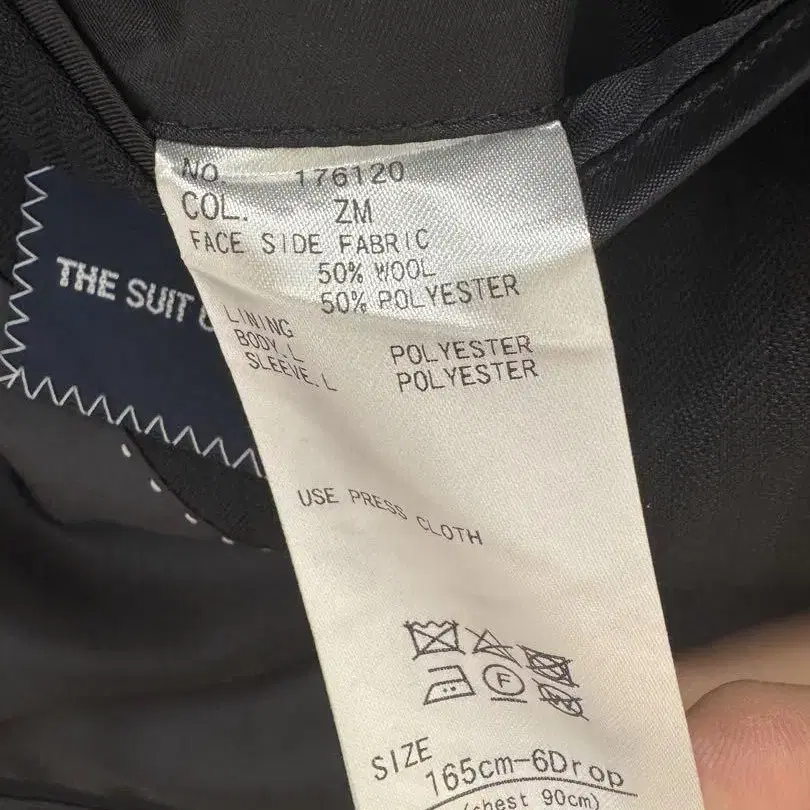 THE SUIT
NO. 176120
COL. ZM
FACE SIDE FABRIC
50% WOOL
50% POLYESTER
LINING
BODY.L POLYESTER
SLEEVE.L POLYESTER
USE PRESS CLOTH
F
W
SIZE
165cm-6Drop
(chest 90cm)